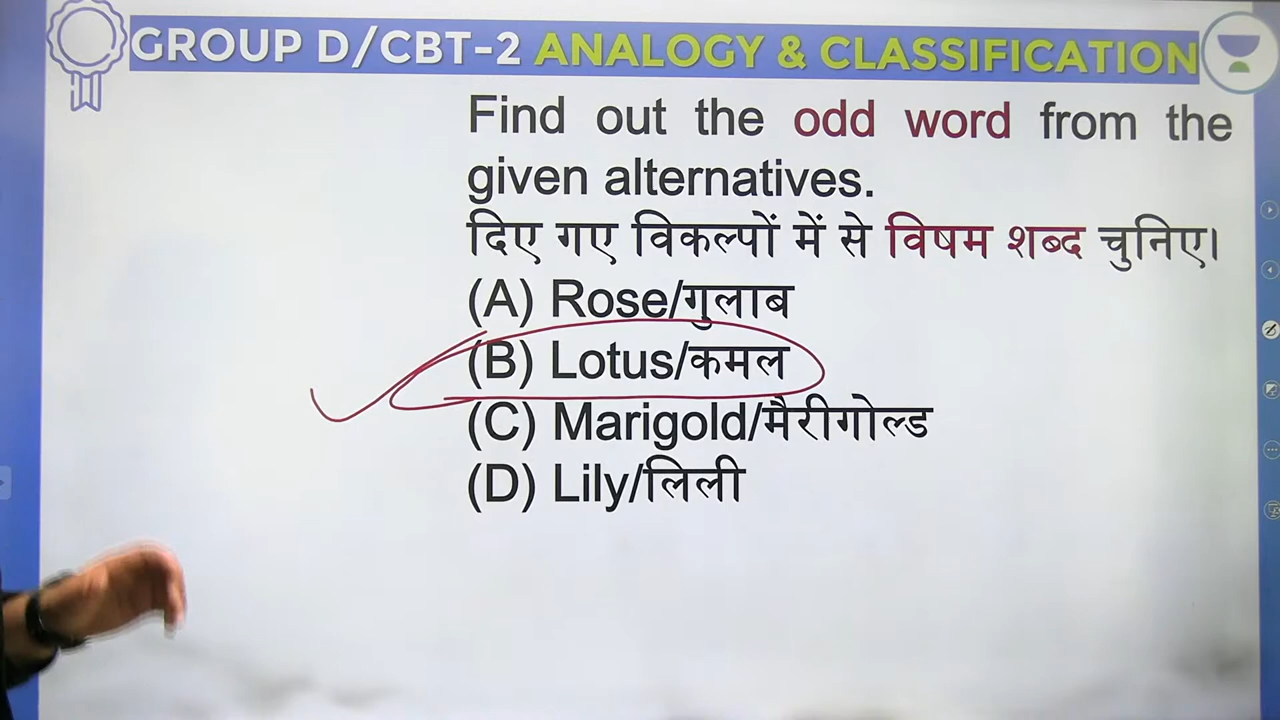 GROUP D/CBT-2 ANALOGY & CLASSIFICATION
Find out the odd word from the
given alternatives.
दिए गए विकल्पों में से विषम शब्द चुनिए।
(A) Rose/गुलाब
(B) Lotus/कमल
(C) Marigold/मैरीगोल्ड
(D) Lily/लिली